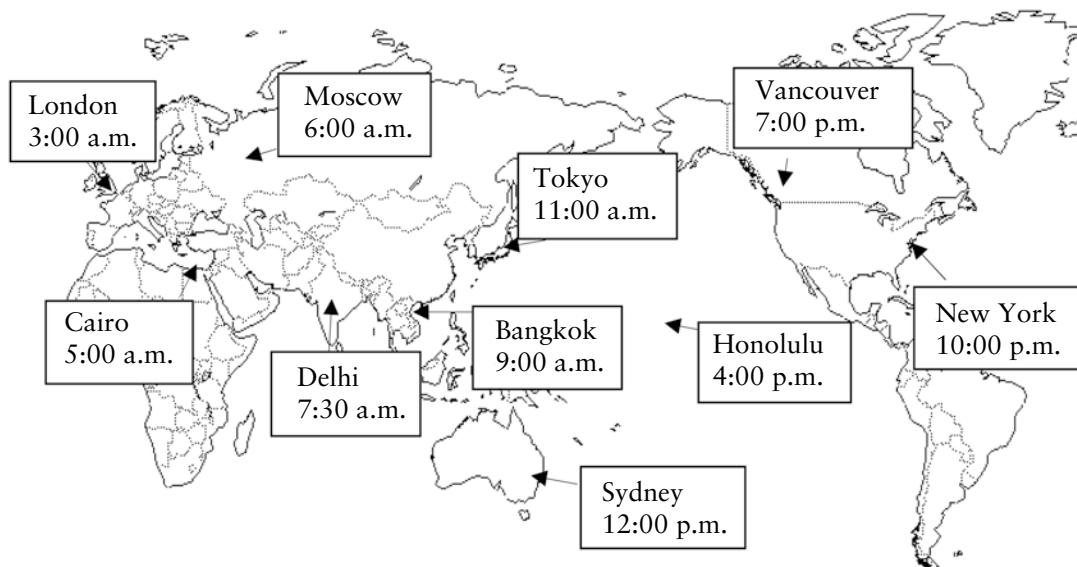 London
3:00 a.m.
Moscow
6:00 a.m.
Vancouver
7:00 p.m.
Tokyo
11:00 a.m.
Cairo
5:00 a.m.
Delhi
7:30 a.m.
Bangkok
9:00 a.m.
Honolulu
4:00 p.m.
New York
10:00 p.m.
Sydney
12:00 p.m.